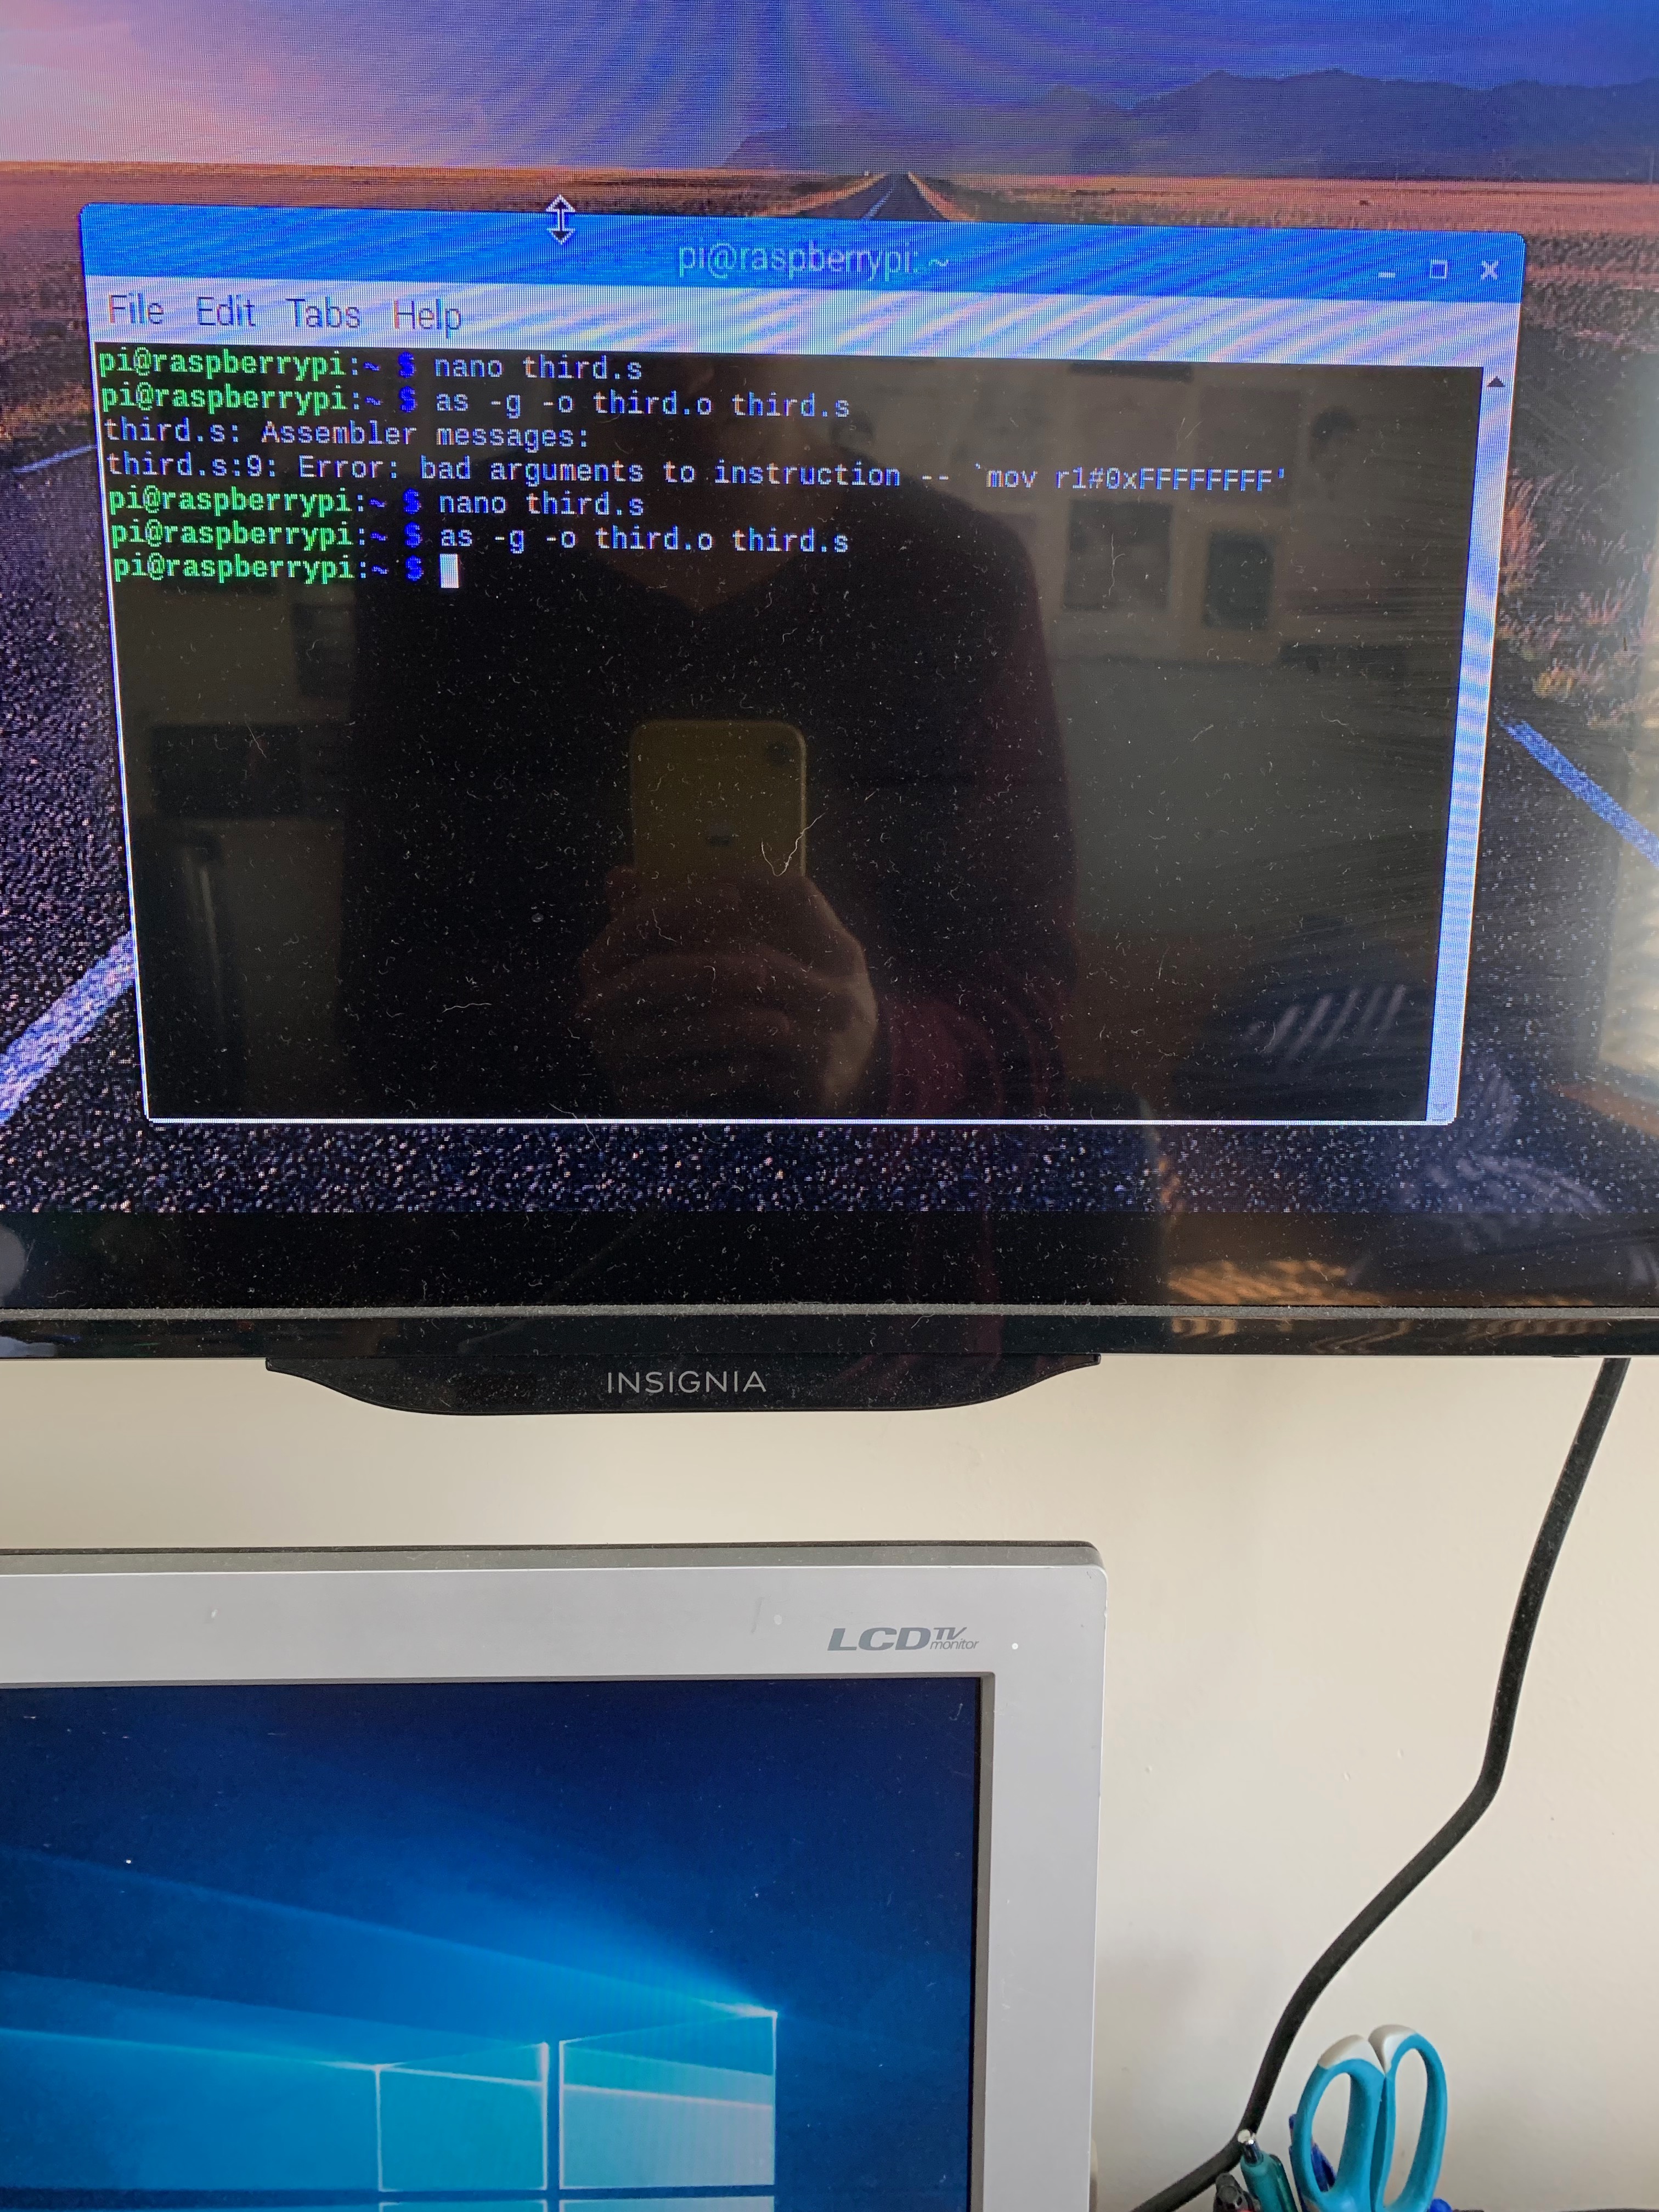 pi@raspberrypi: ~
File Edit Tabs Help
pi@raspberrypi:~ $ nano third.s
pi@raspberrypi:~ $ as -g -o third.o third.s
third.s: Assembler messages:
third.s:9: Error: bad arguments to instruction -- `mov r1#0xFFFFFFFF'
pi@raspberrypi:~ $ nano third.s
pi@raspberrypi:~ $ as -g -o third.o third.s
pi@raspberrypi:~ $
INSIGNIA
LCD TV monitor